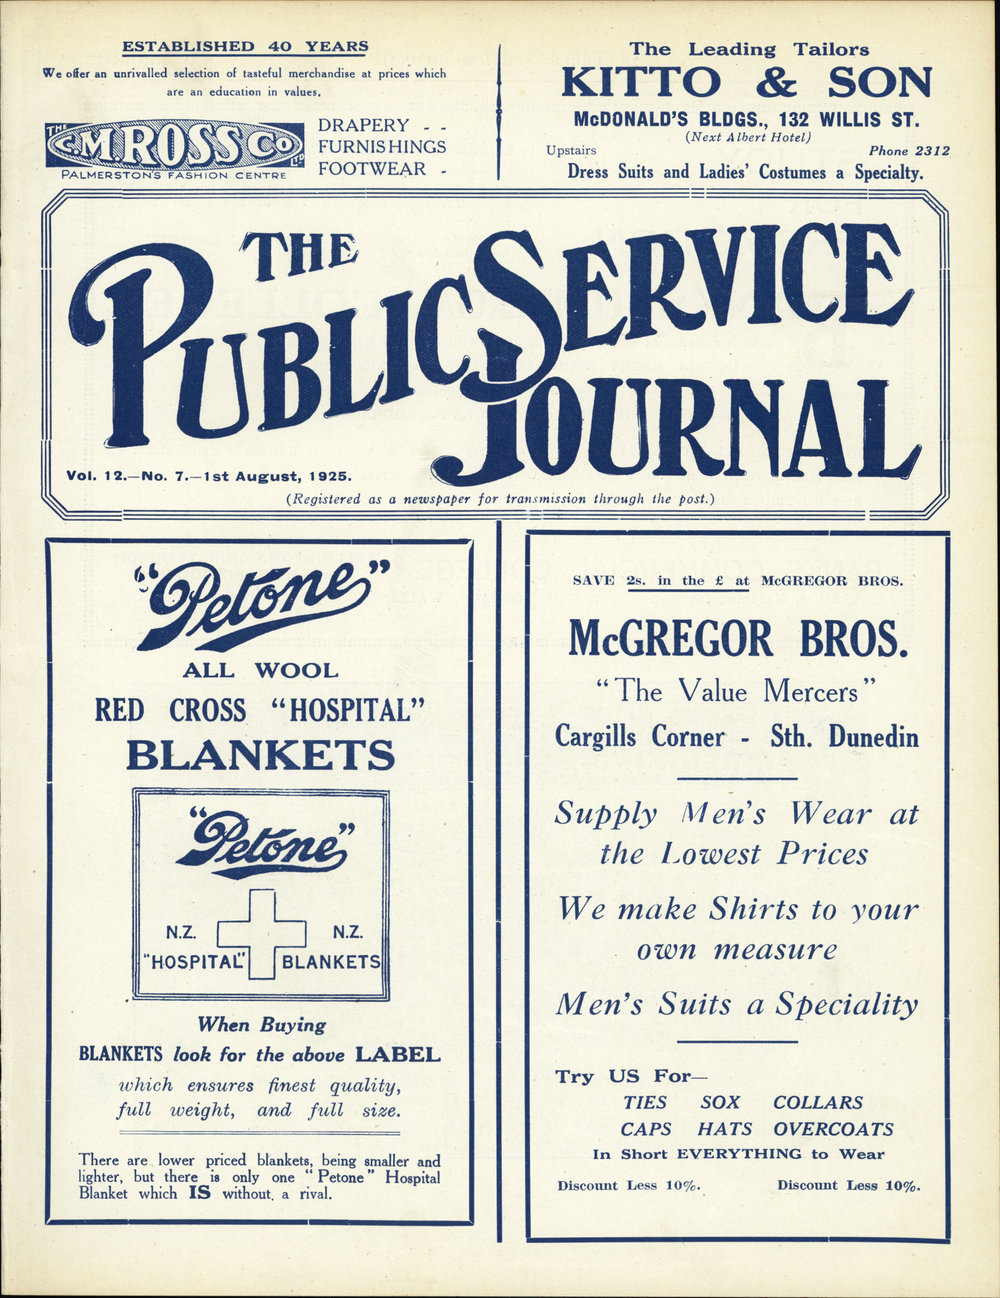 ESTABLISHED 40 YEARS
We offer an unrivalled selection of tasteful merchandise at prices which
are an education in values.
THE C.M. ROSS Co LTD
PALMERSTON'S FASHION CENTRE
DRAPERY - -
FURNISHINGS
FOOTWEAR -
The Leading Tailors
KITTO & SON
McDONALD'S BLDGS., 132 WILLIS ST.
(Next Albert Hotel)
Upstairs Phone 2312
Dress Suits and Ladies' Costumes a Specialty.
THE
PUBLIC SERVICE
JOURNAL
Vol. 12.—No. 7.—1st August, 1925.
(Registered as a newspaper for transmission through the post.)
"Petone"
ALL WOOL
RED CROSS "HOSPITAL"
BLANKETS
"Petone"
N.Z. N.Z.
"HOSPITAL" BLANKETS
When Buying
BLANKETS look for the above LABEL
which ensures finest quality,
full weight, and full size.
There are lower priced blankets, being smaller and
lighter, but there is only one "Petone" Hospital
Blanket which IS without a rival.
SAVE 2s. in the £ at McGREGOR BROS.
McGREGOR BROS.
"The Value Mercers"
Cargills Corner - Sth. Dunedin
Supply Men's Wear at
the Lowest Prices
We make Shirts to your
own measure
Men's Suits a Speciality
Try US For—
TIES SOX COLLARS
CAPS HATS OVERCOATS
In Short EVERYTHING to Wear
Discount Less 10%. Discount Less 10%.